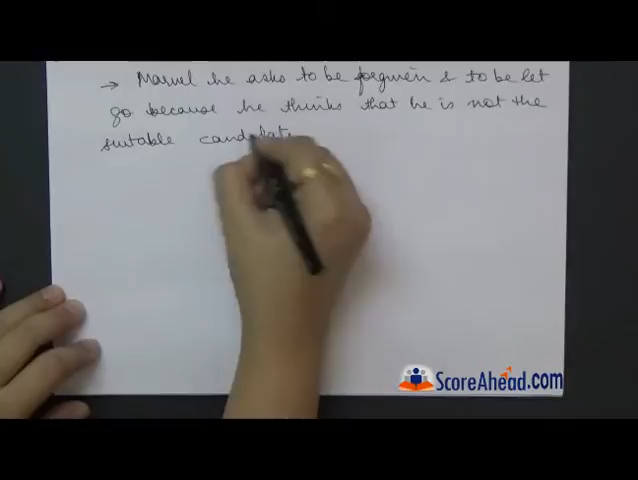 → Marvel he asks to be forgiven & to be let
go because he thinks that he is not the
suitable candidate
ScoreAhead.com